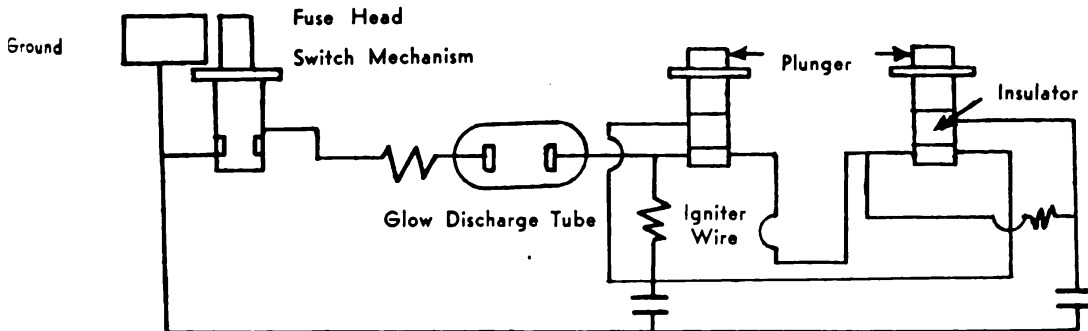 Fuse Head
Ground
Switch Mechanism
Plunger
Insulator
Glow Discharge Tube
Igniter
Wire